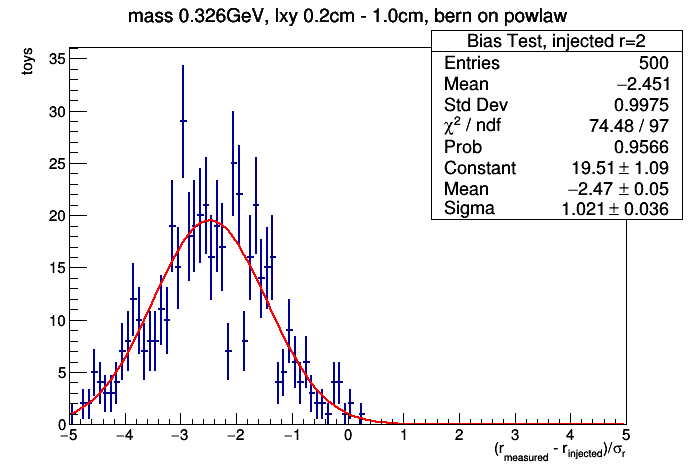 mass 0.326GeV, lxy 0.2cm - 1.0cm, bern on powlaw
Bias Test, injected r=2
Entries 500
Mean −2.451
Std Dev 0.9975
χ² / ndf 74.48 / 97
Prob 0.9566
Constant 19.51 ± 1.09
Mean −2.47 ± 0.05
Sigma 1.021 ± 0.036
toys
35
30
25
20
15
10
5
0
−5 −4 −3 −2 −1 0 1 2 3 4 5
(r_measured - r_injected)/σ_r